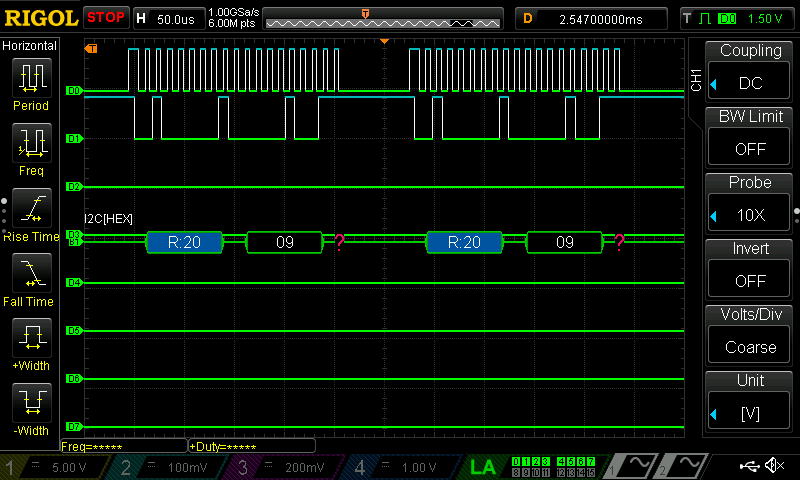 RIGOL STOP H 50.0us 1.00GSa/s 6.00M pts T D 2.54700000ms T D0 1.50 V
Horizontal
Period
Freq
Rise Time
Fall Time
+Width
-Width
T
D0
D1
D2
I2C[HEX]
D3
B1 R:20 09 ? R:20 09 ?
D4
D5
D6
D7
CH1
Coupling
DC
BW Limit
OFF
Probe
10X
Invert
OFF
Volts/Div
Coarse
Unit
[V]
Freq=***** +Duty=*****
1 5.00 V 2 100mV 3 200mV 4 1.00 V LA 0 1 2 3 4 5 6 7 1 2
8 9 10 11 12 13 14 15